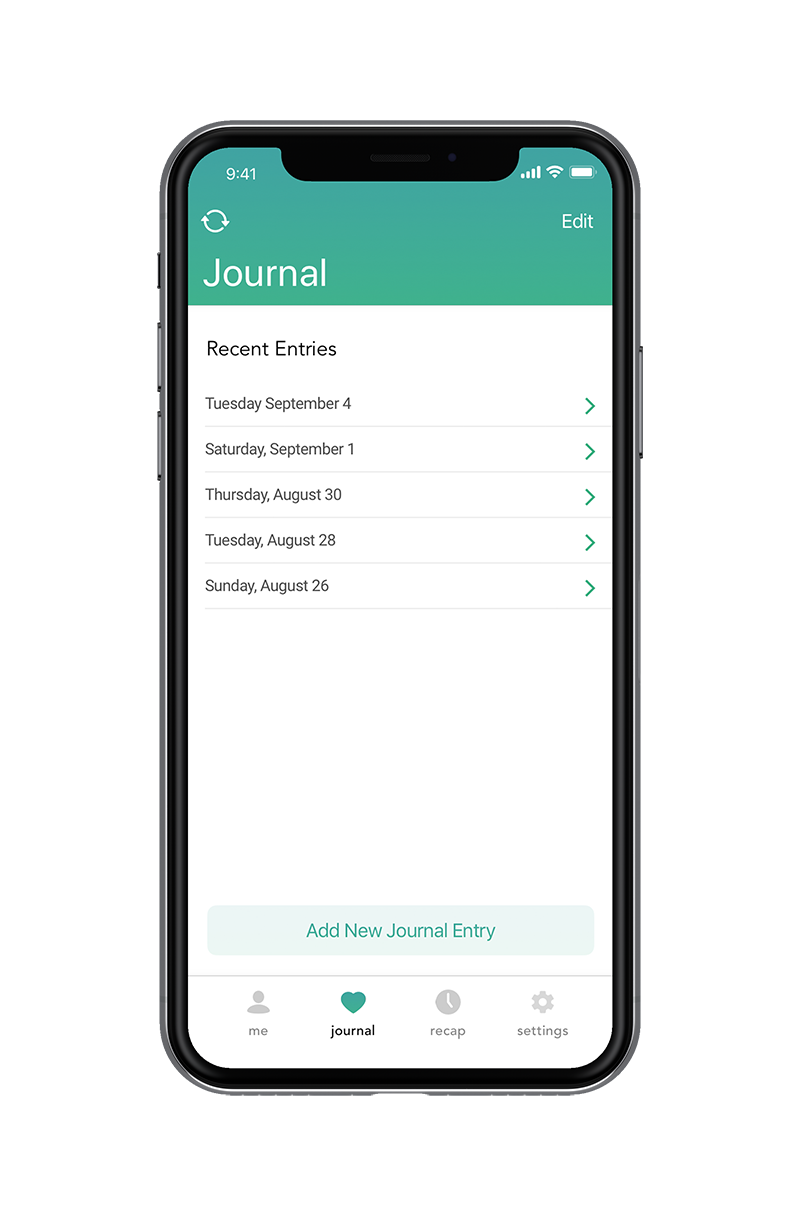 9:41
Edit
Journal
Recent Entries
Tuesday September 4
Saturday, September 1
Thursday, August 30
Tuesday, August 28
Sunday, August 26
Add New Journal Entry
me journal recap settings